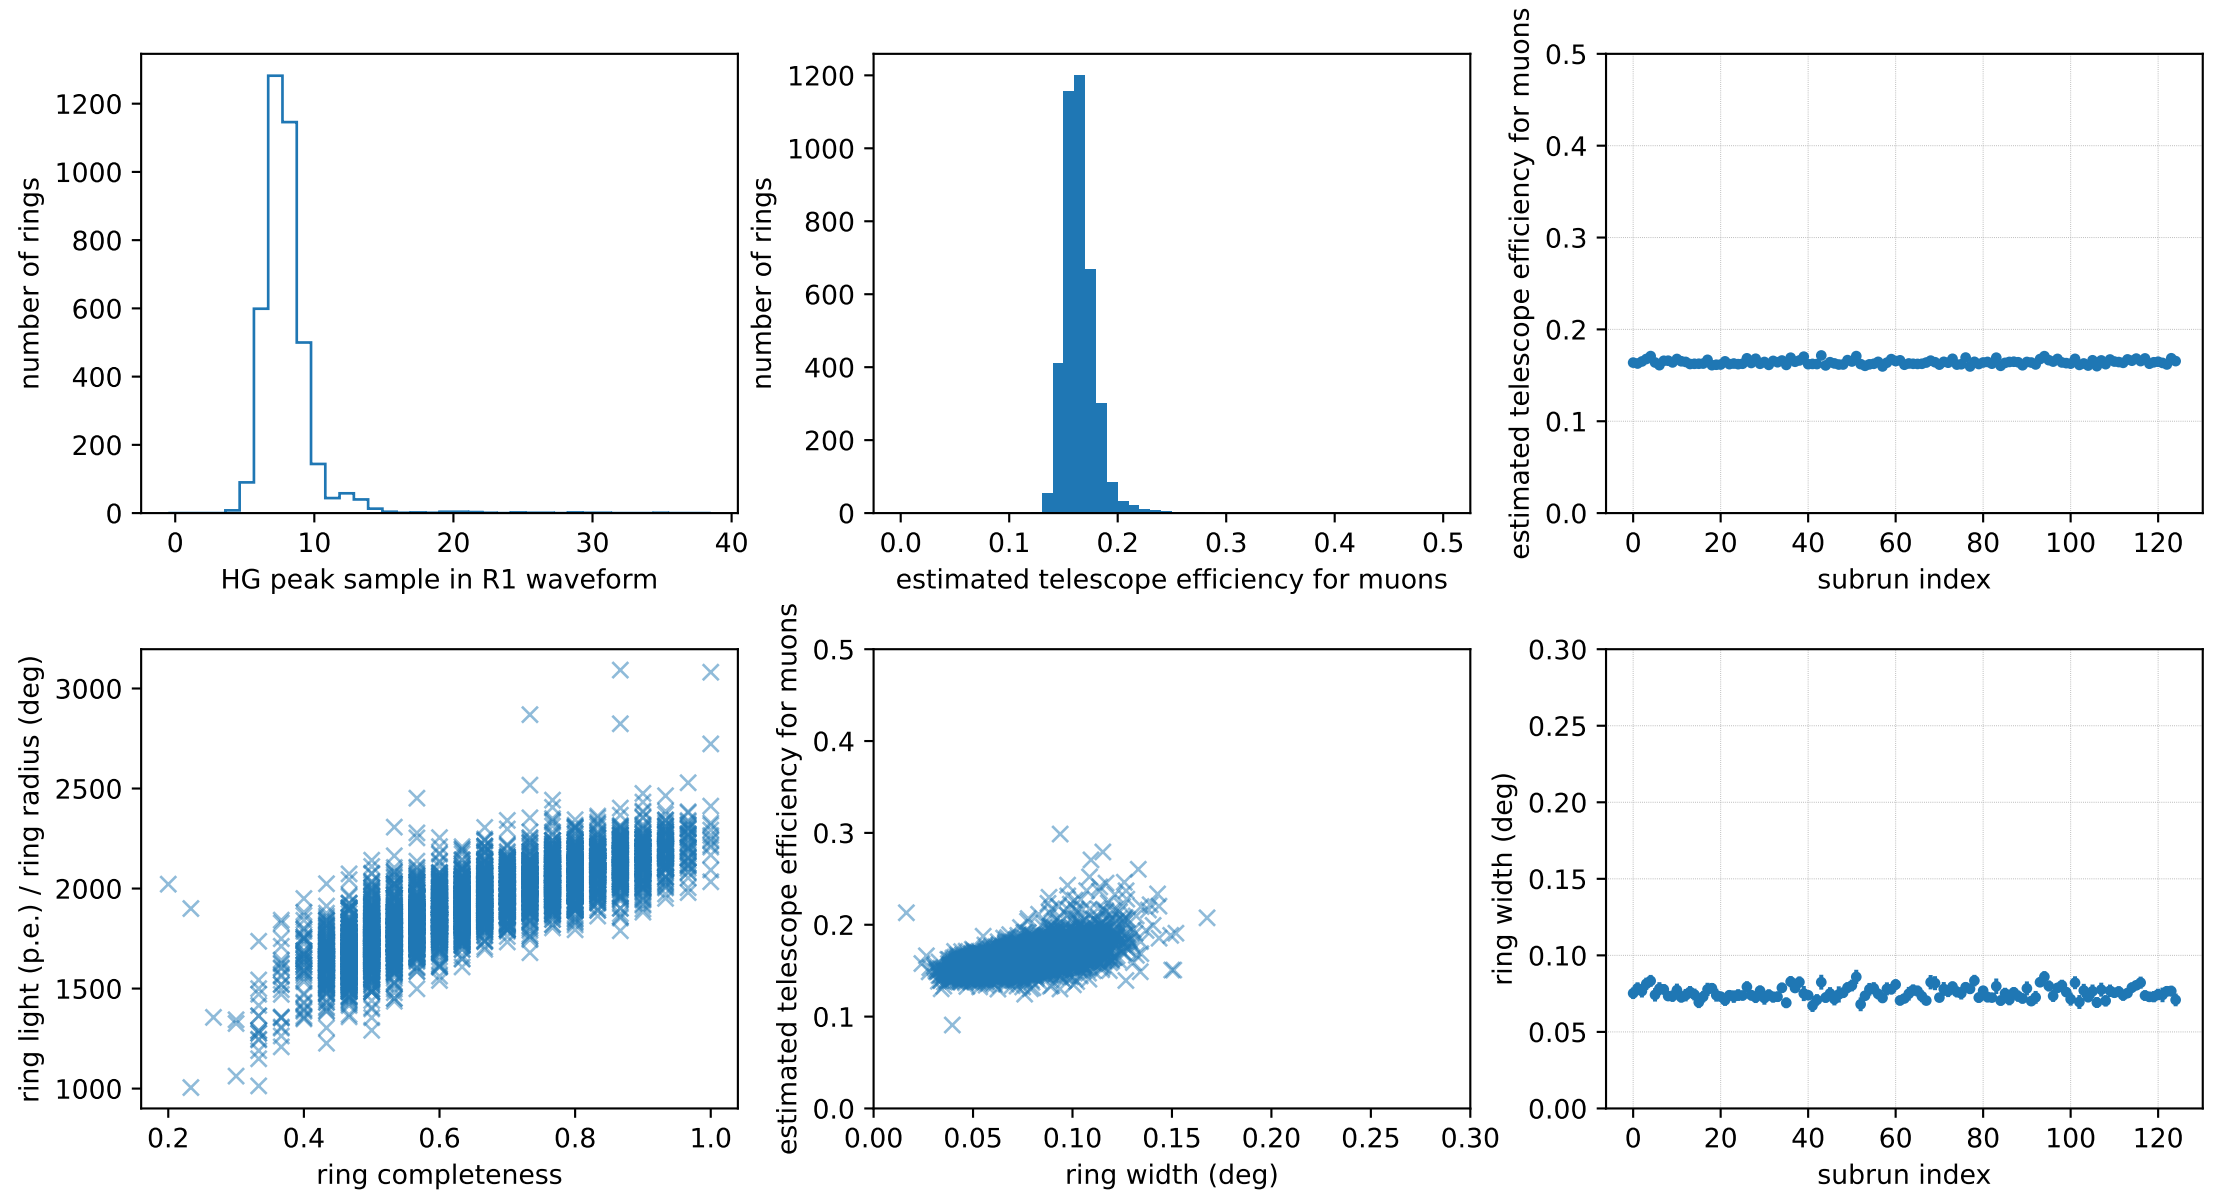 number of rings
1200
1000
800
600
400
200
0
0 10 20 30 40
HG peak sample in R1 waveform
number of rings
1200
1000
800
600
400
200
0
0.0 0.1 0.2 0.3 0.4 0.5
estimated telescope efficiency for muons
estimated telescope efficiency for muons
0.5
0.4
0.3
0.2
0.1
0.0
0 20 40 60 80 100 120
subrun index
ring light (p.e.) / ring radius (deg)
3000
2500
2000
1500
1000
0.2 0.4 0.6 0.8 1.0
ring completeness
estimated telescope efficiency for muons
0.5
0.4
0.3
0.2
0.1
0.0
0.00 0.05 0.10 0.15 0.20 0.25 0.30
ring width (deg)
ring width (deg)
0.30
0.25
0.20
0.15
0.10
0.05
0.00
0 20 40 60 80 100 120
subrun index